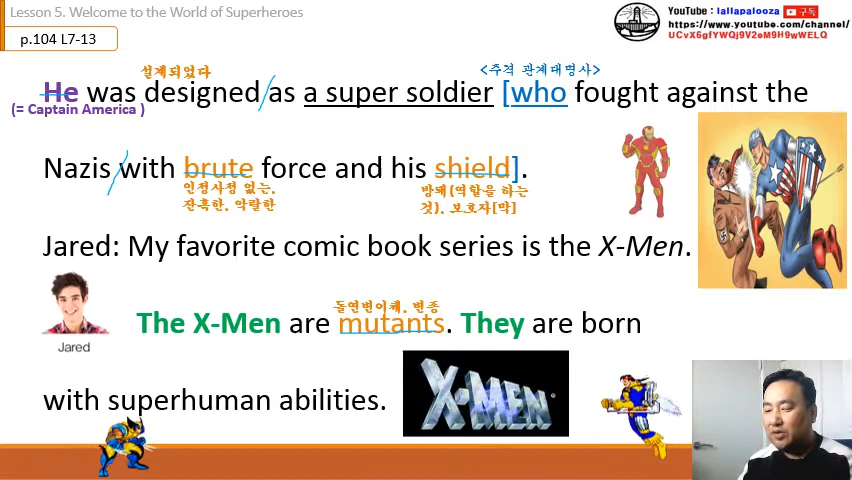 Lesson 5. Welcome to the World of Superheroes
p.104 L7-13
YouTube : lallapalooza 구독
https://www.youtube.com/channel/
UCvX6gfYWQj9V2eM9H9wWELQ
설계되었다
<주격 관계대명사>
He was designed as a super soldier [who fought against the
(= Captain America )
Nazis with brute force and his shield].
인정사정 없는,
잔혹한, 악랄한
방패(역할을 하는
것), 보호자[막]
Jared: My favorite comic book series is the X-Men.
돌연변이체, 변종
The X-Men are mutants. They are born
Jared
with superhuman abilities.
X-MEN